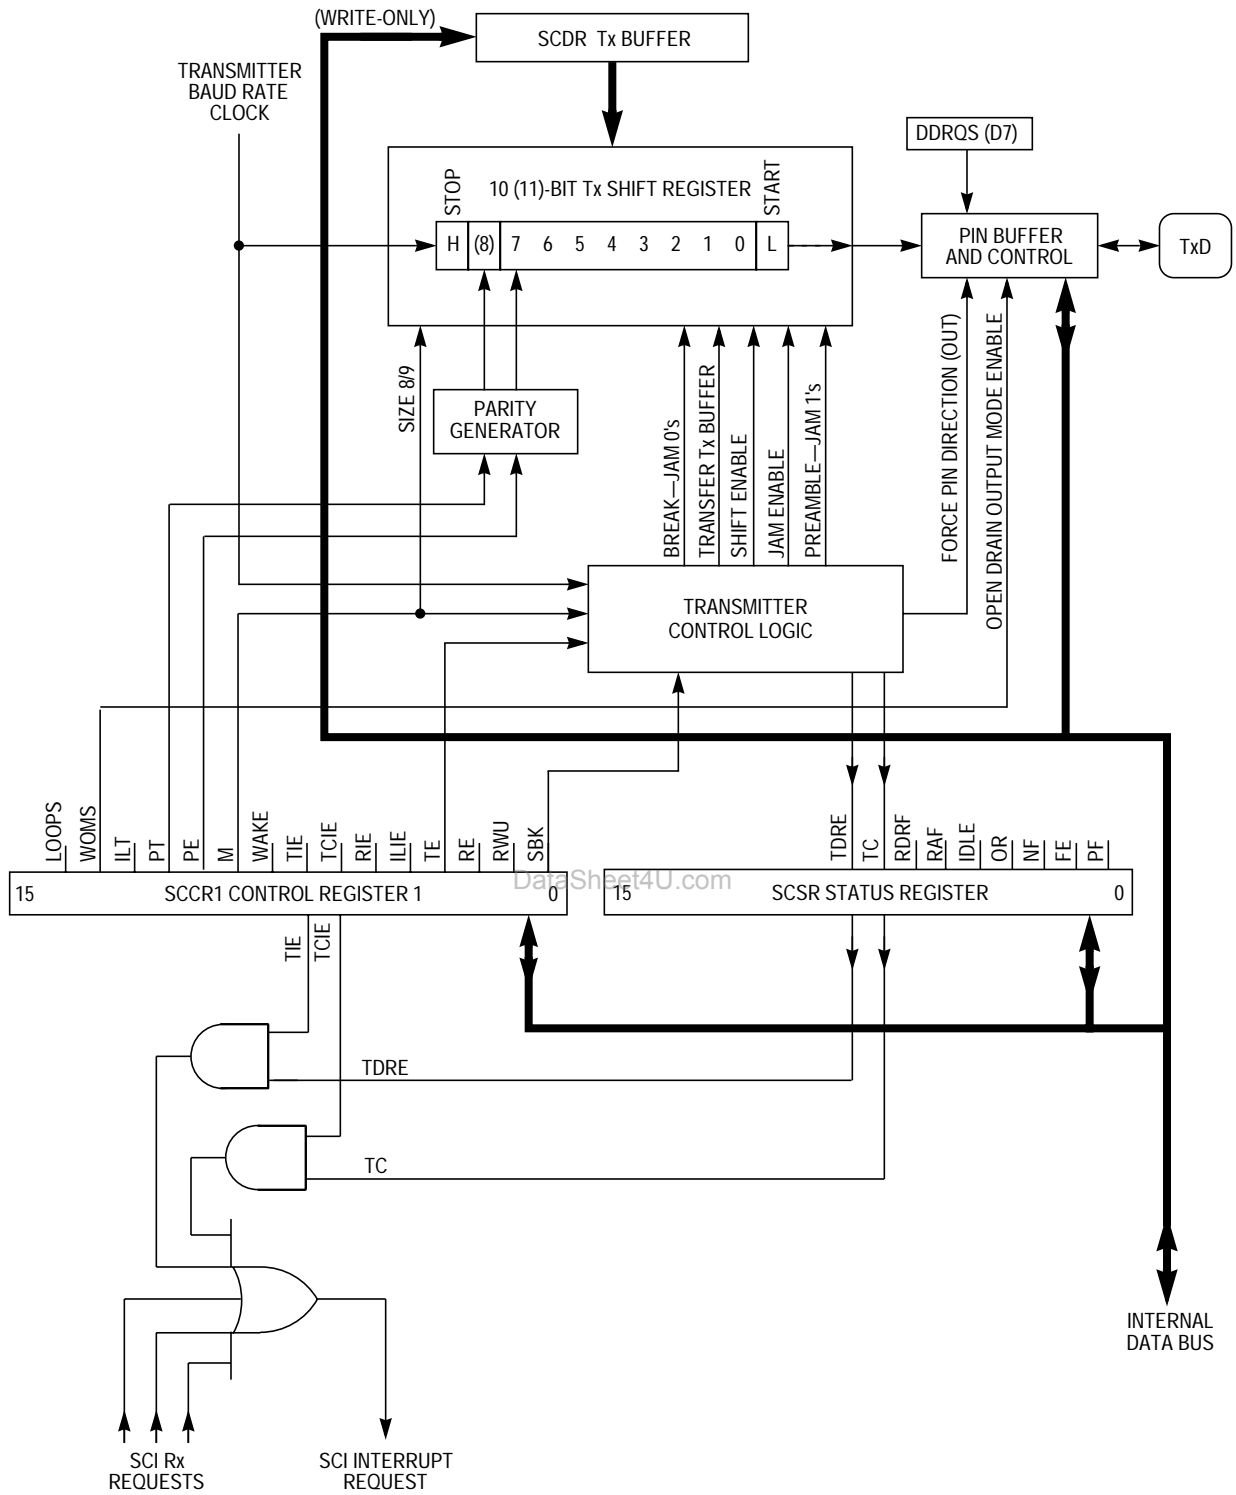 (WRITE-ONLY)
SCDR Tx BUFFER
TRANSMITTER
BAUD RATE
CLOCK
DDRQS (D7)
10 (11)-BIT Tx SHIFT REGISTER
STOP
START
H (8) 7 6 5 4 3 2 1 0 L
PIN BUFFER
AND CONTROL
TxD
SIZE 8/9
PARITY
GENERATOR
BREAK—JAM 0's
TRANSFER Tx BUFFER
SHIFT ENABLE
JAM ENABLE
PREAMBLE—JAM 1's
FORCE PIN DIRECTION (OUT)
OPEN DRAIN OUTPUT MODE ENABLE
TRANSMITTER
CONTROL LOGIC
LOOPS
WOMS
ILT
PT
PE
M
WAKE
TIE
TCIE
RIE
ILIE
TE
RE
RWU
SBK
TDRE
TC
RDRF
RAF
IDLE
OR
NF
FE
PF
15 SCCR1 CONTROL REGISTER 1 0
DataSheet4U.com
15 SCSR STATUS REGISTER 0
TIE
TCIE
TDRE
TC
INTERNAL
DATA BUS
SCI Rx
REQUESTS
SCI INTERRUPT
REQUEST